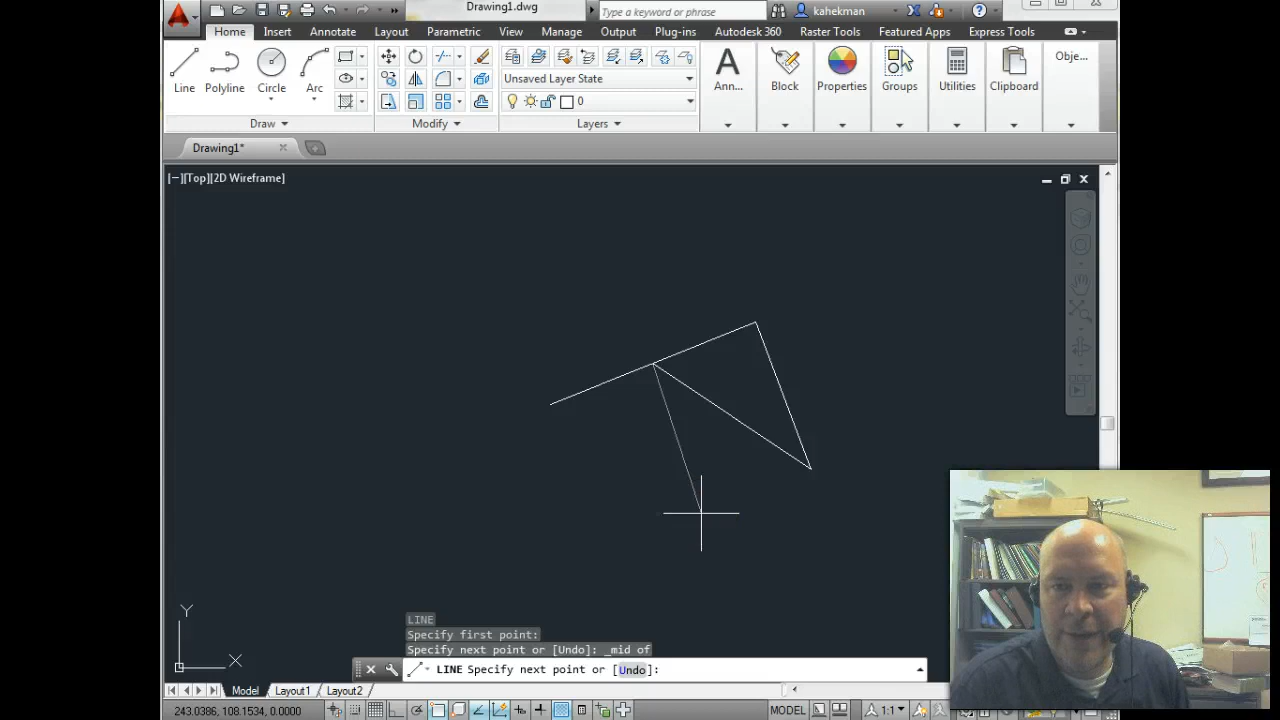 Drawing1.dwg
Type a keyword or phrase
kahekman
Home Insert Annotate Layout Parametric View Manage Output Plug-ins Autodesk 360 Raster Tools Featured Apps Express Tools
Line Polyline Circle Arc
Unsaved Layer State
0
Ann... Block Properties Groups Utilities Clipboard Obje...
Draw Modify Layers
Drawing1*
[−][Top][2D Wireframe]
Y
X
LINE
Specify first point:
Specify next point or [Undo]: _mid of
LINE Specify next point or [Undo]:
Model Layout1 Layout2
243.0386, 108.1534, 0.0000
MODEL
1:1